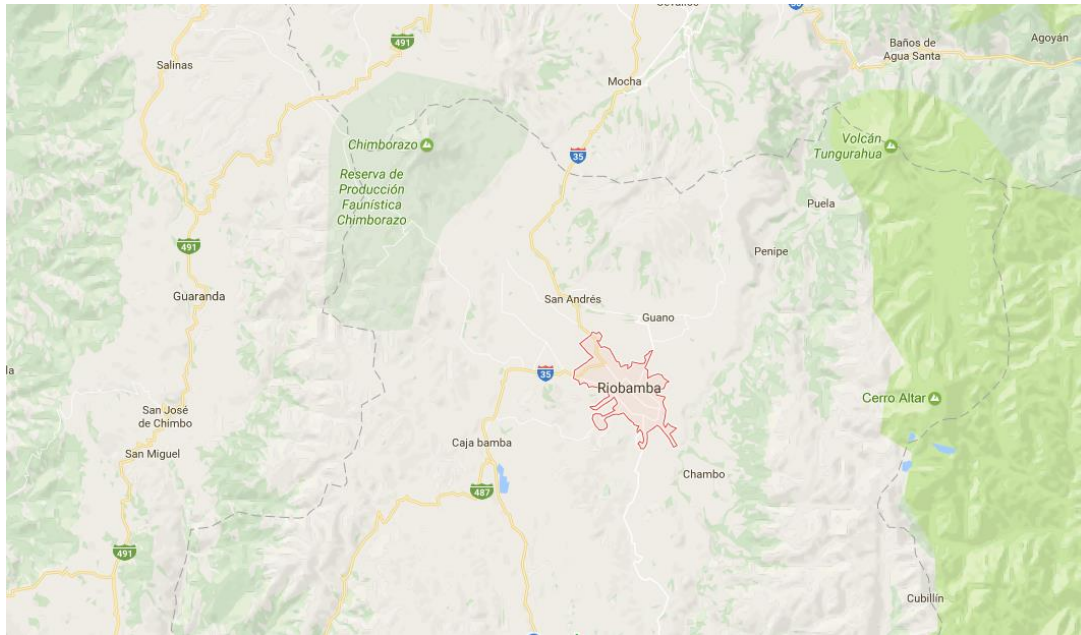 491
Salinas
Mocha
Baños de
Agua Santa
Agoyán
Chimborazo
35
Volcán
Tungurahua
Reserva de
Producción
Faunística
Chimborazo
Puela
491
Penipe
Guaranda
San Andrés
Guano
35
Riobamba
Cerro Altar
San José
de Chimbo
Caja bamba
San Miguel
Chambo
487
491
Cubillín
la